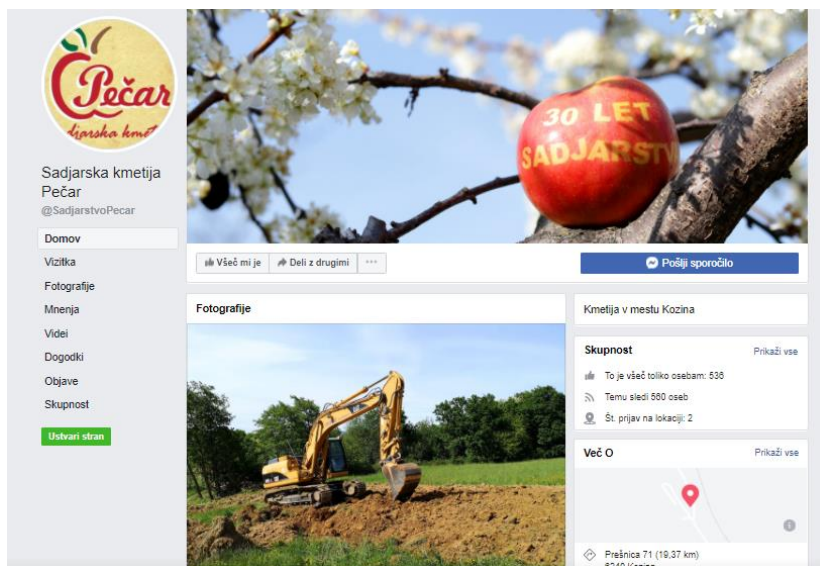 Pečar
Sadjarska kmetija
Pečar
@SadjarstvoPecar
Domov
Vizitka
Fotografije
Mnenja
Videi
Dogodki
Objave
Skupnost
Ustvari stran
30 LET
SADJARSTV
Všeč mi je
Deli z drugimi
Pošlji sporočilo
Fotografije
Kmetija v mestu Kozina
Skupnost Prikaži vse
To je všeč toliko osebam: 536
Temu sledi 560 oseb
Št. prijav na lokaciji: 2
Več O Prikaži vse
Prešnica 71 (19,37 km)